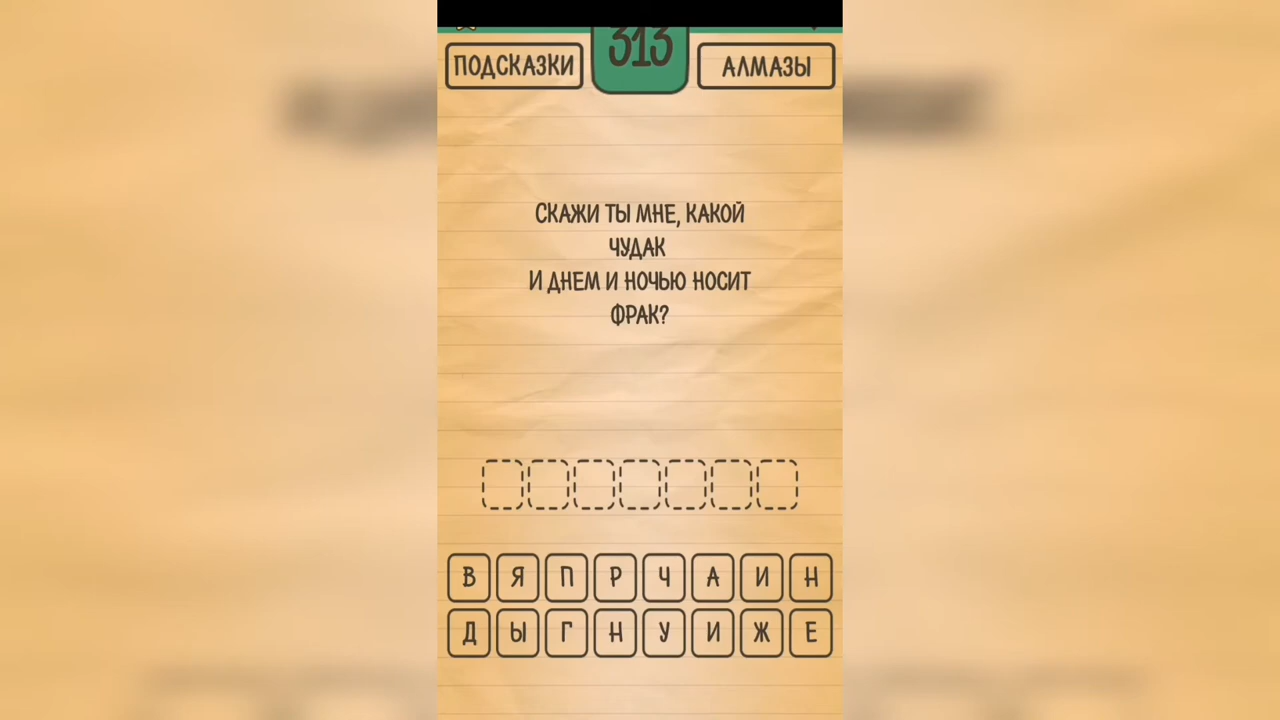 ПОДСКАЗКИ 313 АЛМАЗЫ
СКАЖИ ТЫ МНЕ, КАКОЙ
ЧУДАК
И ДНЕМ И НОЧЬЮ НОСИТ
ФРАК?
В Я П Р Ч А И Н
Д Ы Г Н У И Ж Е